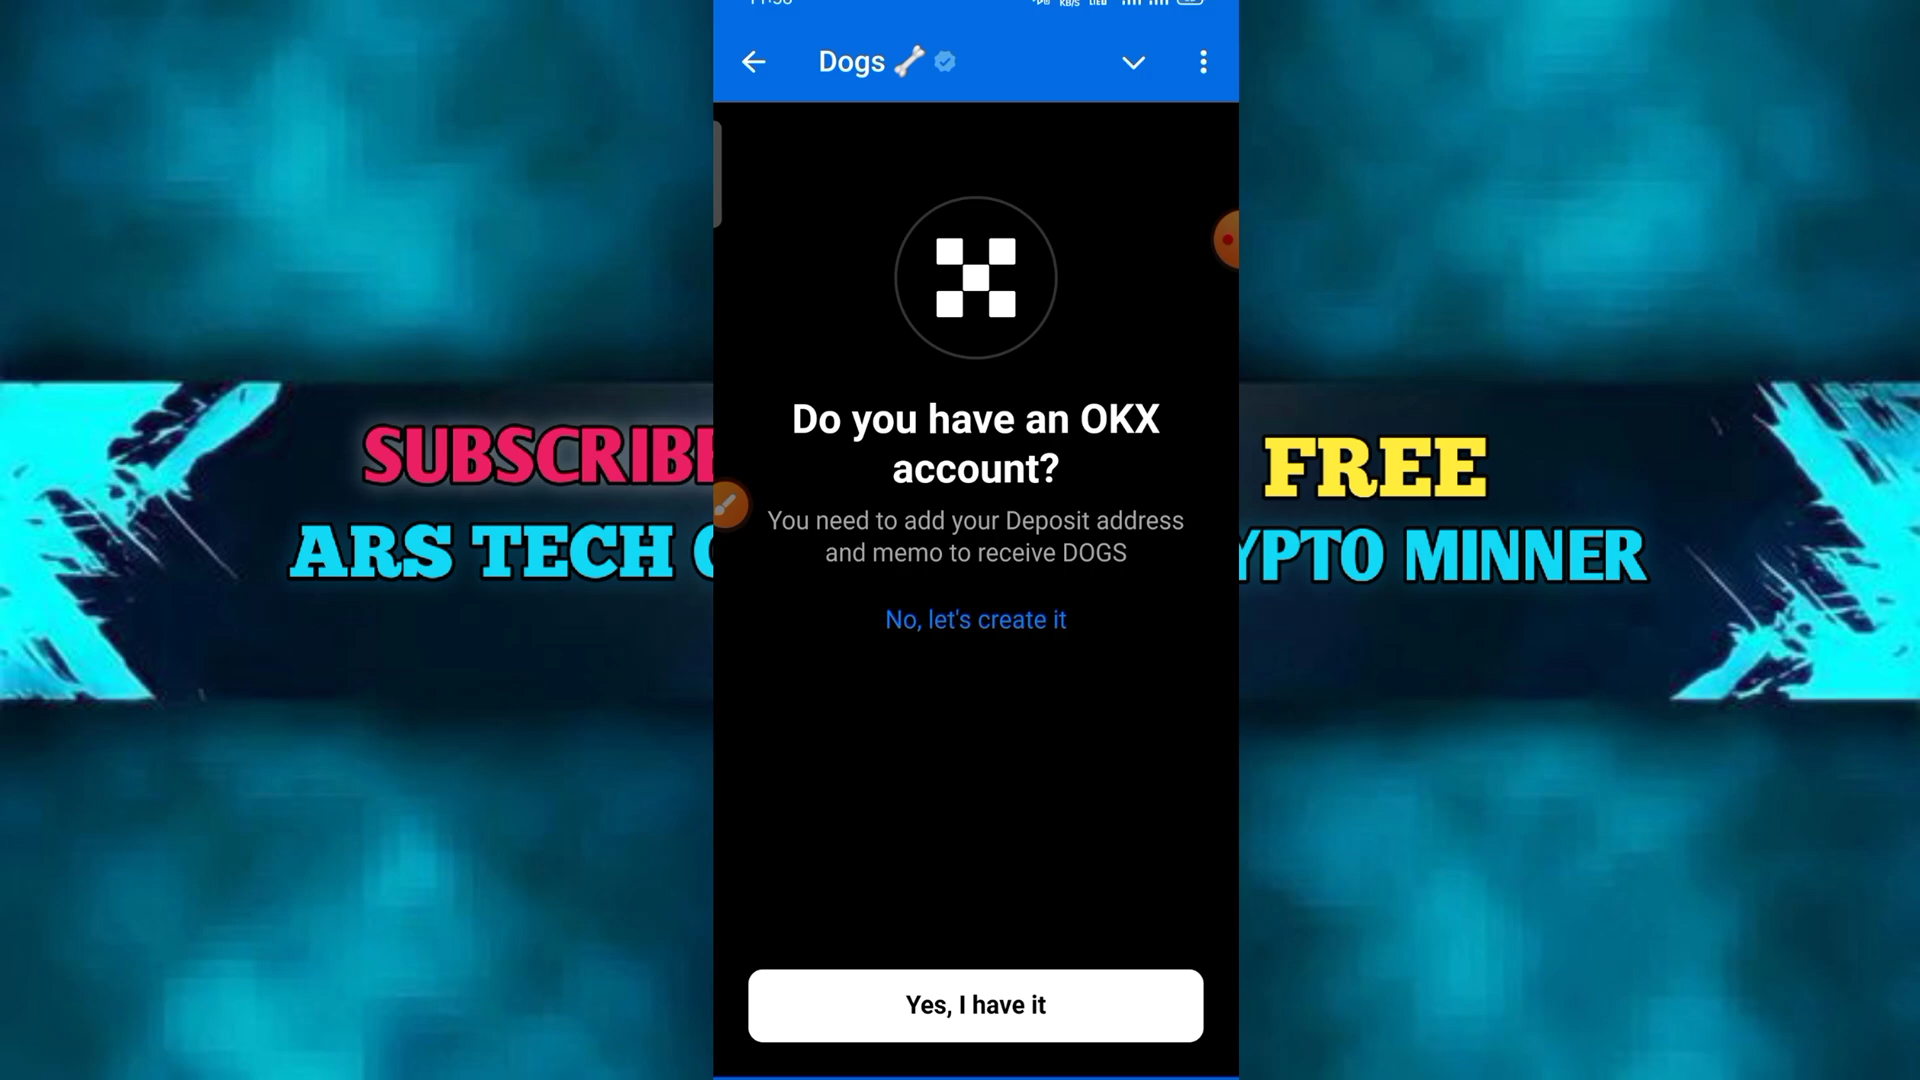 Dogs
Do you have an OKX
account?
You need to add your Deposit address
and memo to receive DOGS
No, let's create it
Yes, I have it
SUBSCRIBE
ARS TECH
FREE
YPTO MINNER